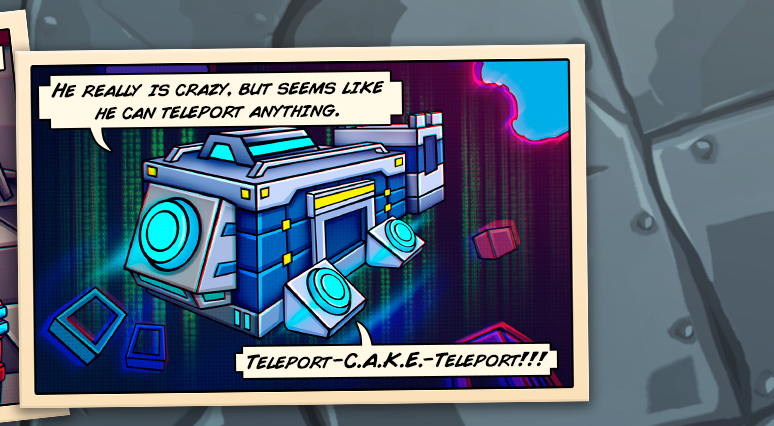 He really is crazy, but seems like
he can teleport anything.
Teleport-C.A.K.E.-Teleport!!!